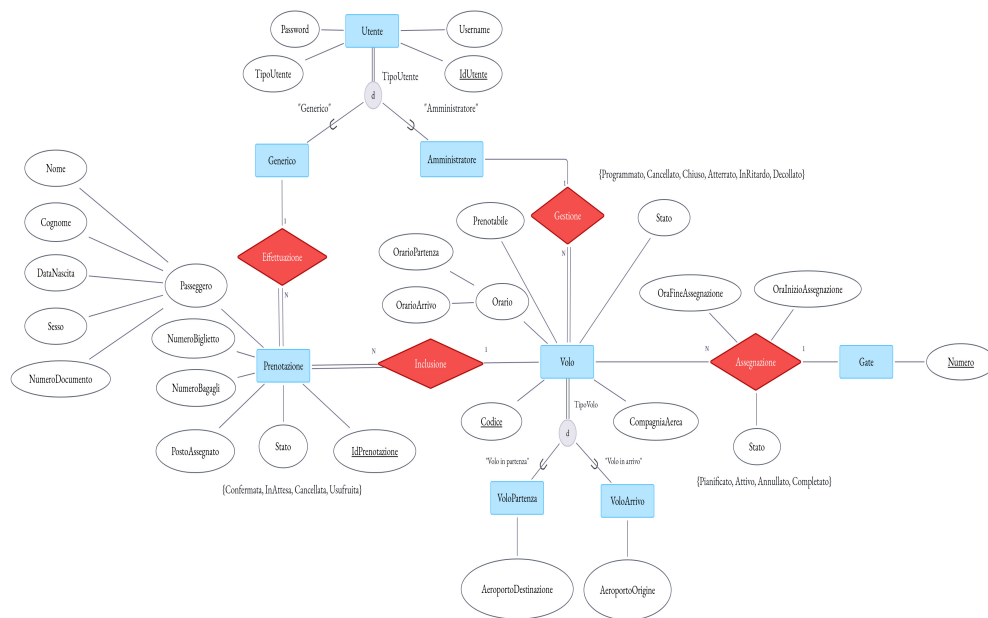 Password
Utente
Username
TipoUtente
TipoUtente
IdUtente
d
"Generico"
"Amministratore"
Generico
Amministratore
{Programmato, Cancellato, Chiuso, Atterrato, InRitardo, Decollato}
Nome
1
Prenotabile
Gestione
Stato
Cognome
1
OrarioPartenza
N
Effettuazione
DataNascita
Passeggero
OraFineAssegnazione
OraInizioAssegnazione
N
OrarioArrivo
Orario
Sesso
NumeroBiglietto
N
1
N
1
Prenotazione
Inclusione
Volo
Assegnazione
Gate
Numero
NumeroDocumento
NumeroBagagli
TipoVolo
Codice
CompagniaAerea
d
PostoAssegnato
Stato
IdPrenotazione
Stato
"Volo in partenza"
"Volo in arrivo"
{Confermata, InAttesa, Cancellata, Usufruita}
{Pianificato, Attivo, Annullato, Completato}
VoloPartenza
VoloArrivo
AeroportoDestinazione
AeroportoOrigine